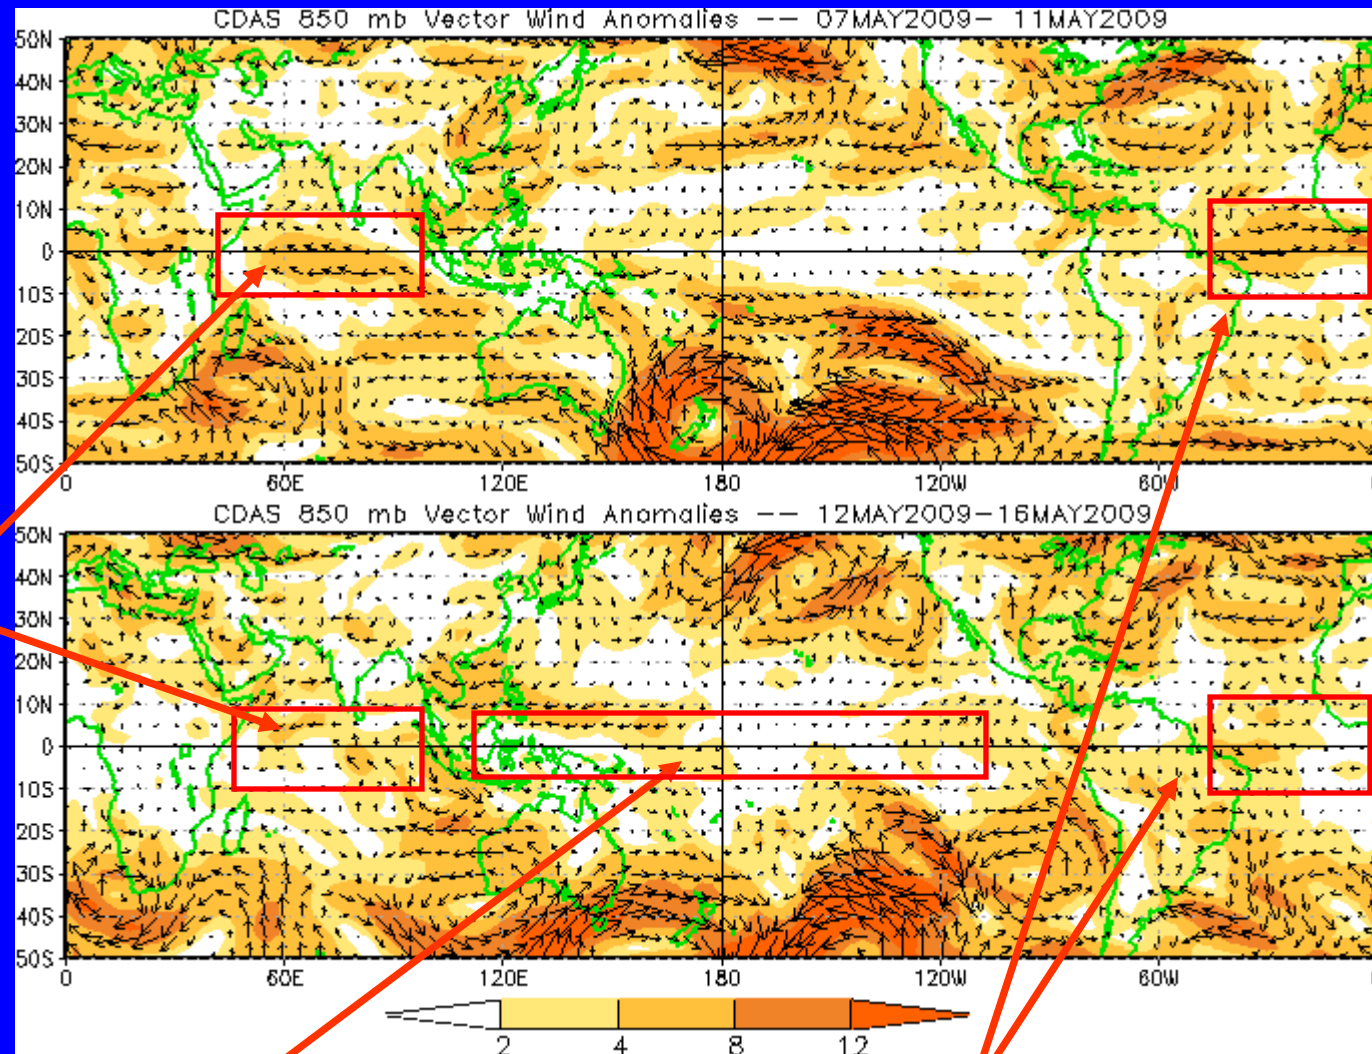 CDAS 850 mb Vector Wind Anomalies -- 07MAY2009- 11MAY2009
50N
40N
30N
20N
10N
0
10S
20S
30S
40S
50S
0 60E 120E 180 120W 60W
CDAS 850 mb Vector Wind Anomalies -- 12MAY2009-16MAY2009
50N
40N
30N
20N
10N
0
10S
20S
30S
40S
50S
0 60E 120E 180 120W 60W
2 4 8 12